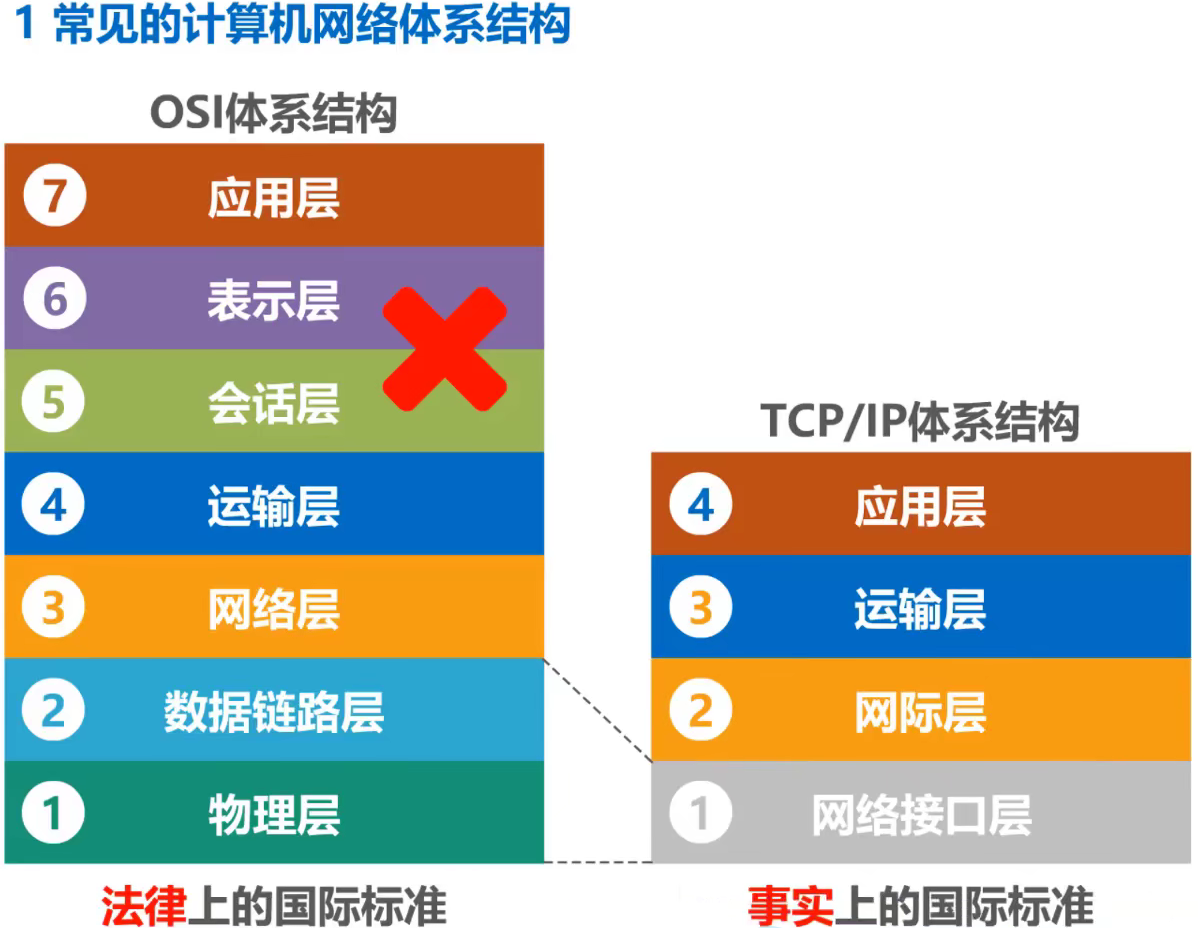 1 常见的计算机网络体系结构
OSI体系结构
7 应用层
6 表示层
5 会话层
4 运输层
3 网络层
2 数据链路层
1 物理层
法律上的国际标准
TCP/IP体系结构
4 应用层
3 运输层
2 网际层
1 网络接口层
事实上的国际标准